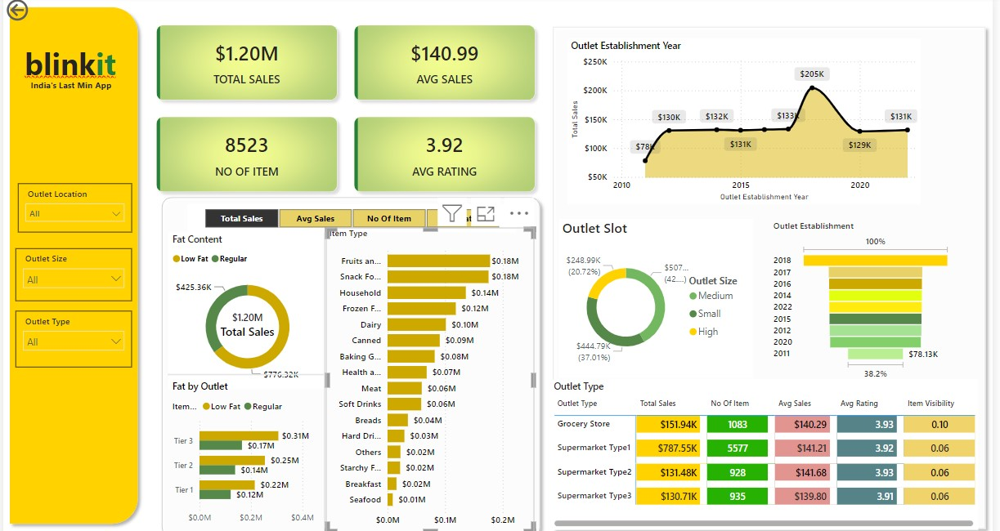 blinkit
India's Last Min App
Outlet Location
All
Outlet Size
All
Outlet Type
All
$1.20M
TOTAL SALES
$140.99
AVG SALES
8523
NO OF ITEM
3.92
AVG RATING
Total Sales
Avg Sales
No Of Item
Fat Content
Low Fat
Regular
$425.36K
$1.20M
Total Sales
$776.32K
Fat by Outlet
Item...
Low Fat
Regular
Tier 3
$0.31M
$0.17M
Tier 2
$0.25M
$0.14M
Tier 1
$0.22M
$0.12M
$0.0M $0.2M $0.4M
Item Type
Fruits an... $0.18M
Snack Fo... $0.18M
Household $0.14M
Frozen F... $0.12M
Dairy $0.10M
Canned $0.09M
Baking G... $0.08M
Health a... $0.07M
Meat $0.06M
Soft Drinks $0.06M
Breads $0.04M
Hard Dri... $0.03M
Others $0.02M
Starchy F... $0.02M
Breakfast $0.02M
Seafood $0.01M
$0.0M $0.1M $0.2M
Outlet Establishment Year
$250K
$200K
$150K
$100K
$50K
Total Sales
$78K
$130K
$132K
$131K
$133K
$205K
$129K
$131K
2010 2015 2020
Outlet Establishment Year
Outlet Slot
$248.99K
(20.72%)
$507...
(42....)
$444.79K
(37.01%)
Outlet Size
Medium
Small
High
Outlet Establishment
100%
2018
2017
2016
2014
2022
2015
2012
2020
2011 $78.13K
38.2%
Outlet Type
Outlet Type Total Sales No Of Item Avg Sales Avg Rating Item Visibility
Grocery Store $151.94K 1083 $140.29 3.93 0.10
Supermarket Type1 $787.55K 5577 $141.21 3.92 0.06
Supermarket Type2 $131.48K 928 $141.68 3.93 0.06
Supermarket Type3 $130.71K 935 $139.80 3.91 0.06